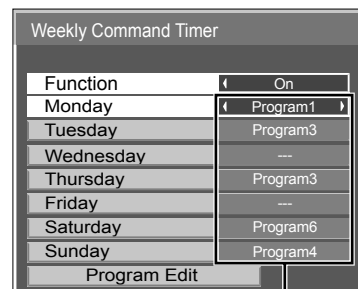 Weekly Command Timer
Function On
Monday Program1
Tuesday Program3
Wednesday ---
Thursday Program3
Friday ---
Saturday Program6
Sunday Program4
Program Edit